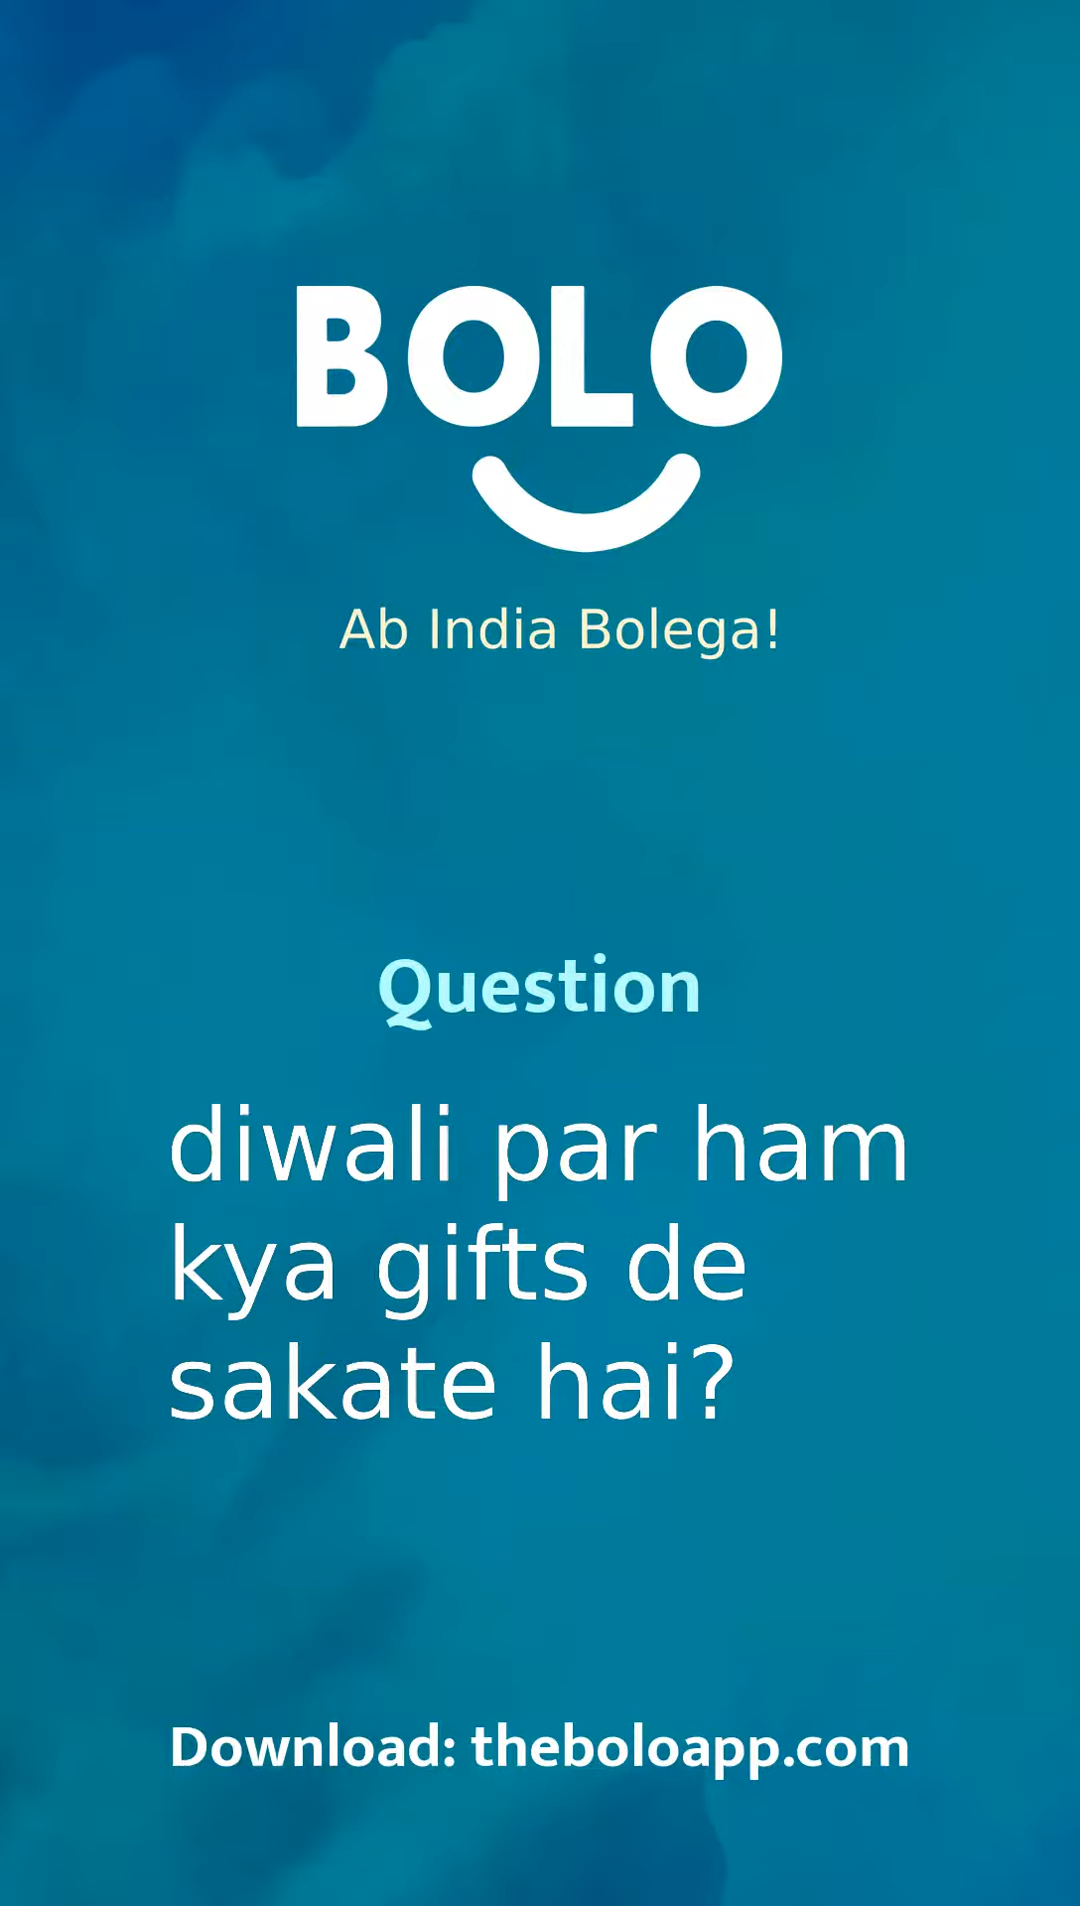 BOLO
Ab India Bolega!
Question
diwali par ham
kya gifts de
sakate hai?
Download: theboloapp.com